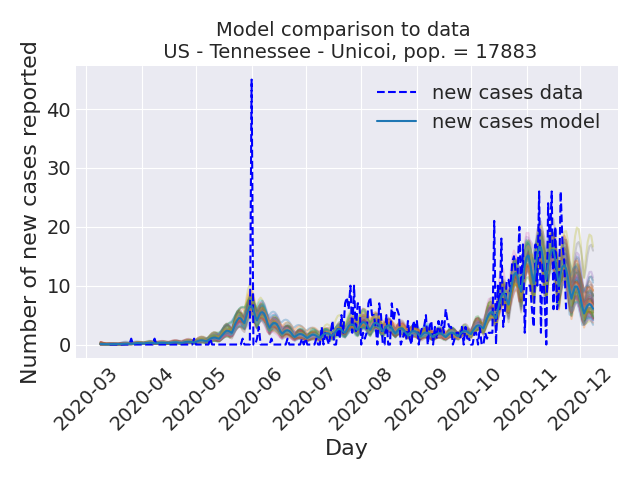 Model comparison to data
US - Tennessee - Unicoi, pop. = 17883
Number of new cases reported
40
30
20
10
0
new cases data
new cases model
2020-03
2020-04
2020-05
2020-06
2020-07
2020-08
2020-09
2020-10
2020-11
2020-12
Day